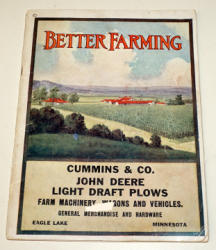 BETTER FARMING
CUMMINS & CO.
JOHN DEERE
LIGHT DRAFT PLOWS
FARM MACHINERY, WAGONS AND VEHICLES.
GENERAL MERCHANDISE AND HARDWARE
EAGLE LAKE MINNESOTA